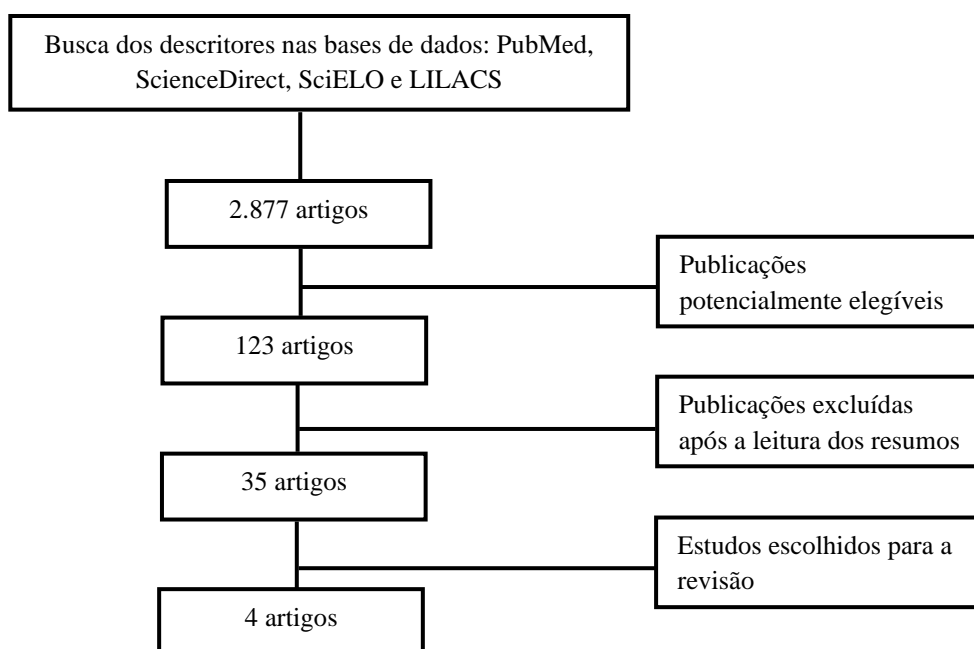 Busca dos descritores nas bases de dados: PubMed,
ScienceDirect, SciELO e LILACS
2.877 artigos
Publicações
potencialmente elegíveis
123 artigos
Publicações excluídas
após a leitura dos resumos
35 artigos
Estudos escolhidos para a
revisão
4 artigos